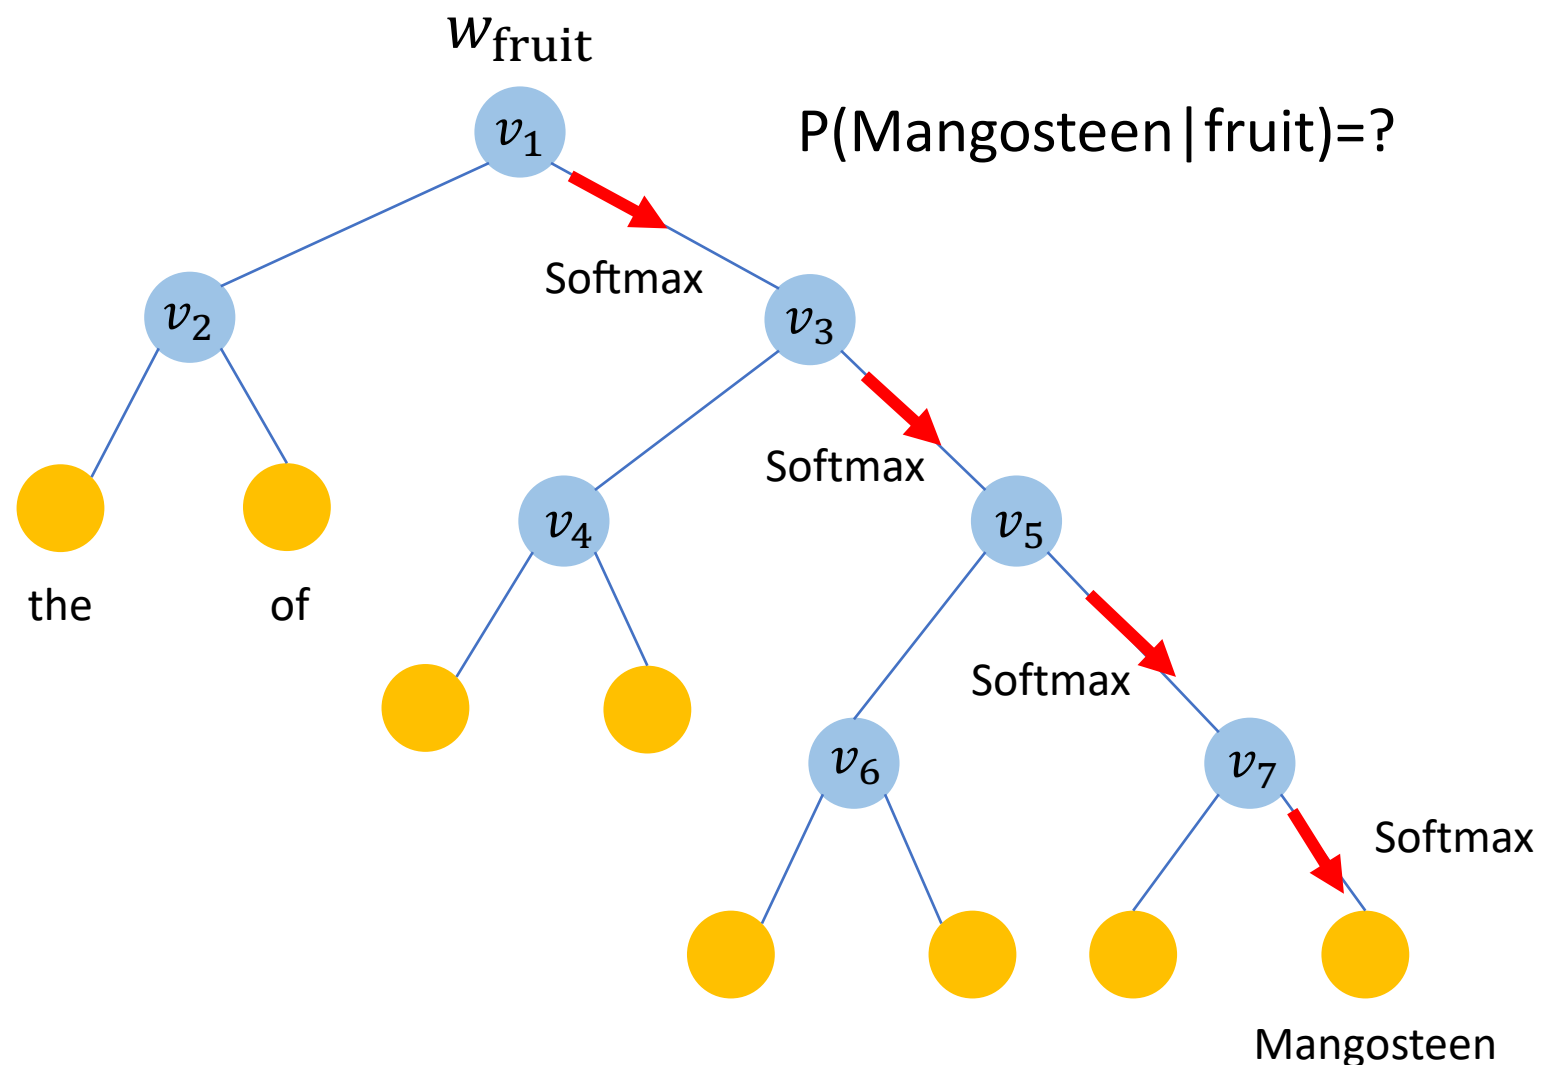 w_fruit
v_1
P(Mangosteen|fruit)=?
Softmax
v_2
v_3
Softmax
v_4
v_5
the
of
Softmax
v_6
v_7
Softmax
Mangosteen